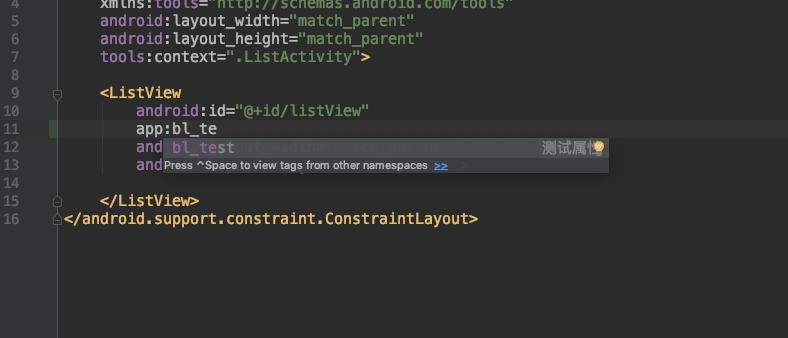 4 xmlns:tools="http://schemas.android.com/tools"
5 android:layout_width="match_parent"
6 android:layout_height="match_parent"
7 tools:context=".ListActivity">
8
9 <ListView
10 android:id="@+id/listView"
11 app:bl_te
12 and
bl_test 测试属性
13 and
Press ^Space to view tags from other namespaces >>
14
15 </ListView>
16 </android.support.constraint.ConstraintLayout>